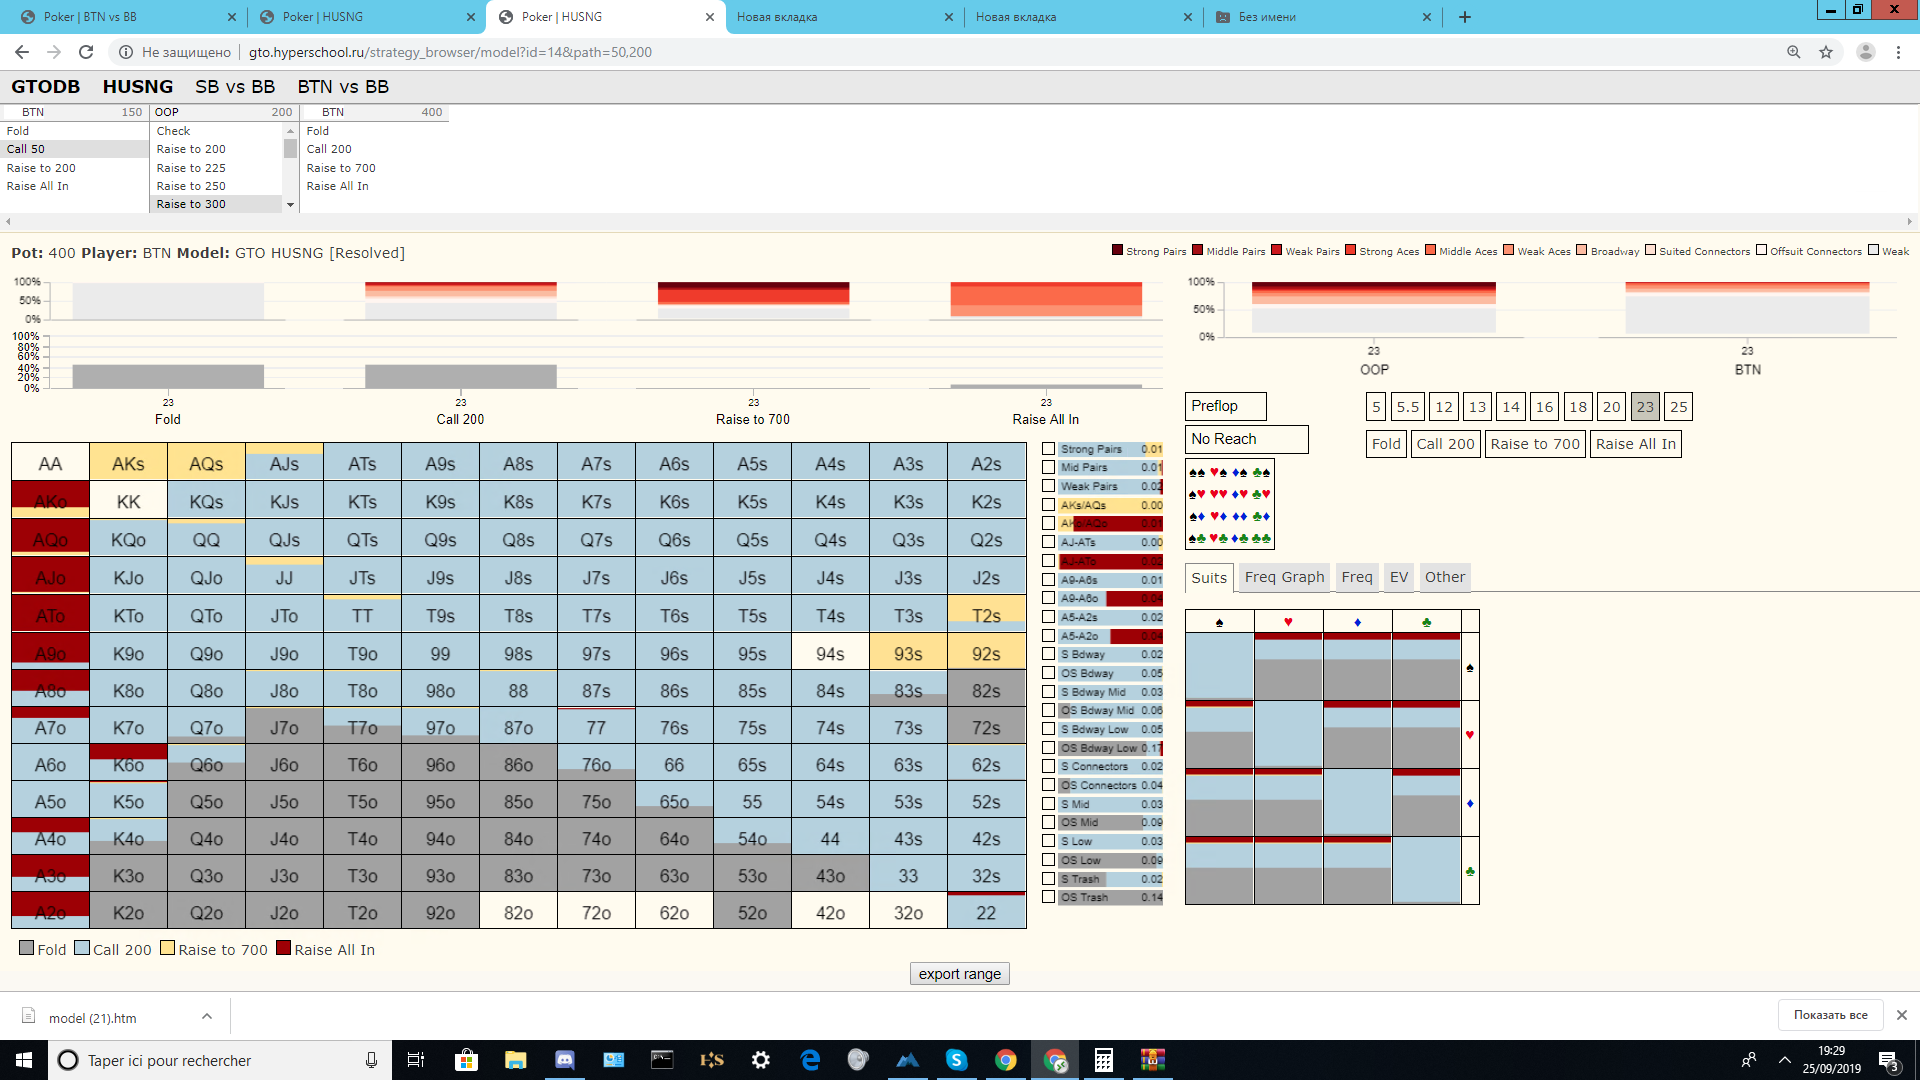 Poker | BTN vs BB
Poker | HUSNG
Poker | HUSNG
Новая вкладка
Новая вкладка
Без имени
Не защищено
gto.hyperschool.ru/strategy_browser/model?id=14&path=50,200
GTODB HUSNG SB vs BB BTN vs BB
BTN 150 OOP 200 BTN 400
Fold Check Fold
Call 50 Raise to 200 Call 200
Raise to 200 Raise to 225 Raise to 700
Raise All In Raise to 250 Raise All In
Raise to 300
Pot: 400 Player: BTN Model: GTO HUSNG [Resolved]
Strong Pairs Middle Pairs Weak Pairs Strong Aces Middle Aces Weak Aces Broadway Suited Connectors Offsuit Connectors Weak
100%
50%
0%
100%
80%
60%
40%
20%
0%
23 23 23 23
Fold Call 200 Raise to 700 Raise All In
100%
50%
0%
23 23
OOP BTN
Preflop
5 5.5 12 13 14 16 18 20 23 25
No Reach
Fold Call 200 Raise to 700 Raise All In
Suits Freq Graph Freq EV Other
AA AKs AQs AJs ATs A9s A8s A7s A6s A5s A4s A3s A2s
AKo KK KQs KJs KTs K9s K8s K7s K6s K5s K4s K3s K2s
AQo KQo QQ QJs QTs Q9s Q8s Q7s Q6s Q5s Q4s Q3s Q2s
AJo KJo QJo JJ JTs J9s J8s J7s J6s J5s J4s J3s J2s
ATo KTo QTo JTo TT T9s T8s T7s T6s T5s T4s T3s T2s
A9o K9o Q9o J9o T9o 99 98s 97s 96s 95s 94s 93s 92s
A8o K8o Q8o J8o T8o 98o 88 87s 86s 85s 84s 83s 82s
A7o K7o Q7o J7o T7o 97o 87o 77 76s 75s 74s 73s 72s
A6o K6o Q6o J6o T6o 96o 86o 76o 66 65s 64s 63s 62s
A5o K5o Q5o J5o T5o 95o 85o 75o 65o 55 54s 53s 52s
A4o K4o Q4o J4o T4o 94o 84o 74o 64o 54o 44 43s 42s
A3o K3o Q3o J3o T3o 93o 83o 73o 63o 53o 43o 33 32s
A2o K2o Q2o J2o T2o 92o 82o 72o 62o 52o 42o 32o 22
Strong Pairs 0.01
Mid Pairs 0.01
Weak Pairs 0.02
AKs/AQs 0.00
AKo/AQo 0.01
AJ-ATs 0.00
AJ-ATo 0.02
A9-A6s 0.01
A9-A6o 0.04
A5-A2s 0.02
A5-A2o 0.04
S Bdway 0.02
OS Bdway 0.05
S Bdway Mid 0.03
OS Bdway Mid 0.06
S Bdway Low 0.05
OS Bdway Low 0.17
S Connectors 0.02
OS Connectors 0.04
S Mid 0.03
OS Mid 0.09
S Low 0.03
OS Low 0.09
S Trash 0.02
OS Trash 0.14
Fold Call 200 Raise to 700 Raise All In
export range
model (21).htm
Показать все
Taper ici pour rechercher
19:29
25/09/2019
3